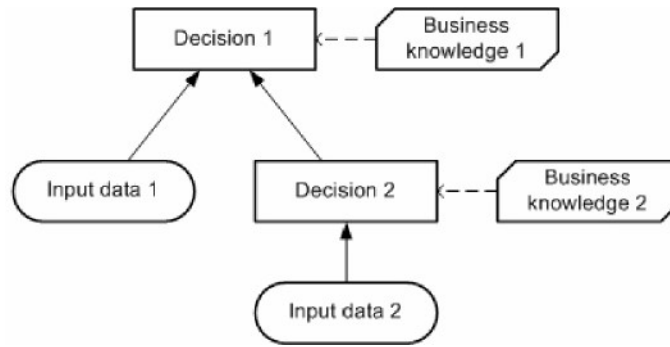 Decision 1
Business
knowledge 1
Input data 1
Decision 2
Business
knowledge 2
Input data 2